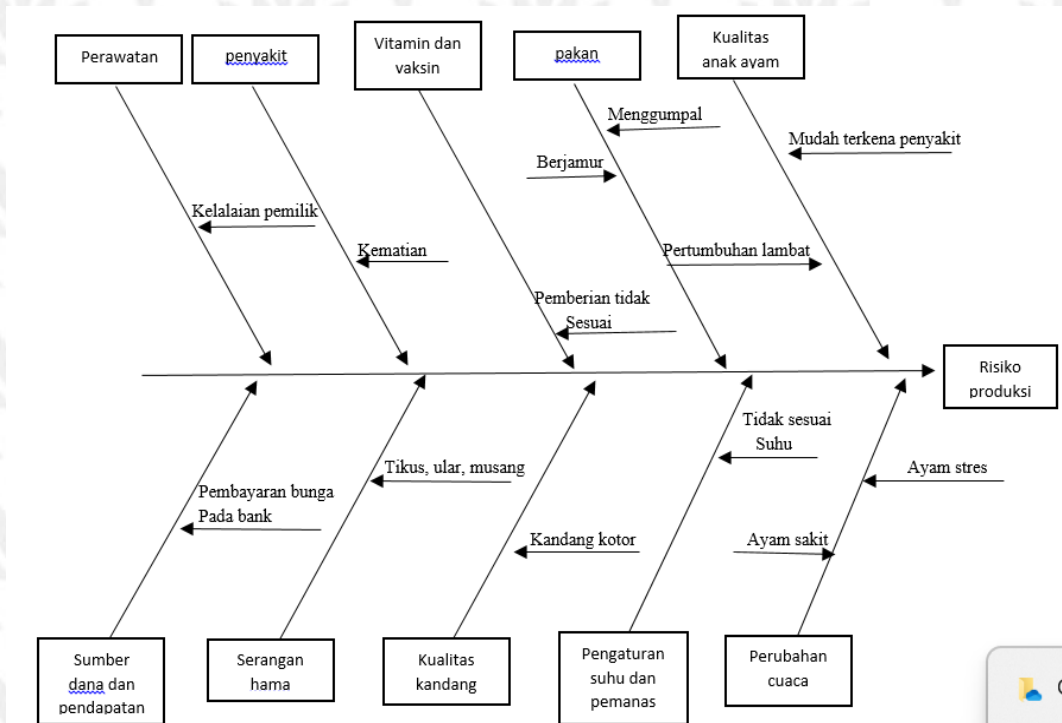 Perawatan
penyakit
Vitamin dan
vaksin
pakan
Kualitas
anak ayam
Menggumpal
Berjamur
Mudah terkena penyakit
Kelalaian pemilik
Kematian
Pertumbuhan lambat
Pemberian tidak
Sesuai
Risiko
produksi
Tidak sesuai
Suhu
Tikus, ular, musang
Ayam stres
Pembayaran bunga
Pada bank
Kandang kotor
Ayam sakit
Sumber
dana dan
pendapatan
Serangan
hama
Kualitas
kandang
Pengaturan
suhu dan
pemanas
Perubahan
cuaca